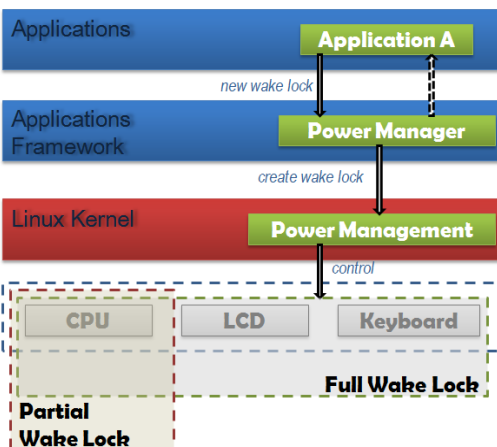 Applications
Application A
new wake lock
Applications
Framework
Power Manager
create wake lock
Linux Kernel
Power Management
control
CPU
LCD
Keyboard
Full Wake Lock
Partial
Wake Lock